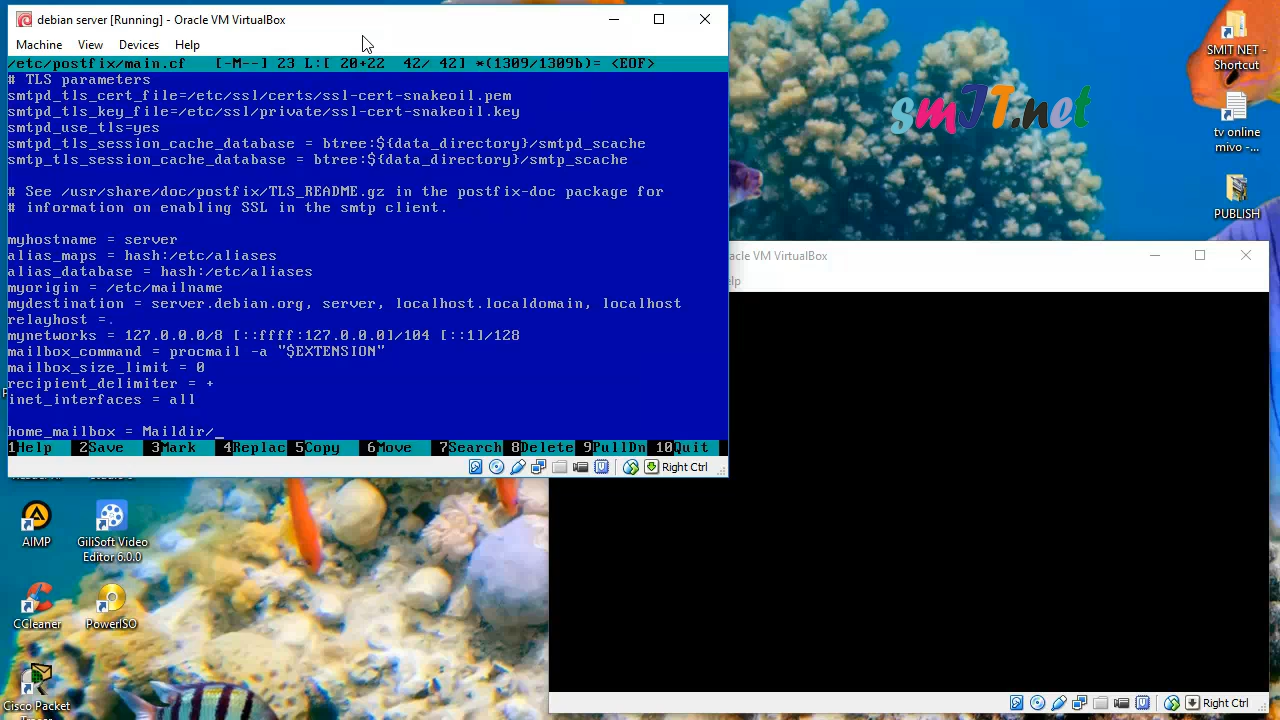 debian server [Running] - Oracle VM VirtualBox
Machine View Devices Help
/etc/postfix/main.cf [-M--] 23 L:[ 20+22 42/ 42] *(1309/1309b)= <EOF>
# TLS parameters
smtpd_tls_cert_file=/etc/ssl/certs/ssl-cert-snakeoil.pem
smtpd_tls_key_file=/etc/ssl/private/ssl-cert-snakeoil.key
smtpd_use_tls=yes
smtpd_tls_session_cache_database = btree:${data_directory}/smtpd_scache
smtp_tls_session_cache_database = btree:${data_directory}/smtp_scache
# See /usr/share/doc/postfix/TLS_README.gz in the postfix-doc package for
# information on enabling SSL in the smtp client.
myhostname = server
alias_maps = hash:/etc/aliases
alias_database = hash:/etc/aliases
myorigin = /etc/mailname
mydestination = server.debian.org, server, localhost.localdomain, localhost
relayhost =.
mynetworks = 127.0.0.0/8 [::ffff:127.0.0.0]/104 [::1]/128
mailbox_command = procmail -a "$EXTENSION"
mailbox_size_limit = 0
recipient_delimiter = +
inet_interfaces = all
home_mailbox = Maildir/_
1Help 2Save 3Mark 4Replac 5Copy 6Move 7Search 8Delete 9PullDn 10Quit
Right Ctrl
smIT.net
SMIT NET -
Shortcut
tv online
mivo -...
PUBLISH
acle VM VirtualBox
elp
AIMP
GiliSoft Video
Editor 6.0.0
CCleaner
PowerISO
Cisco Packet
Right Ctrl